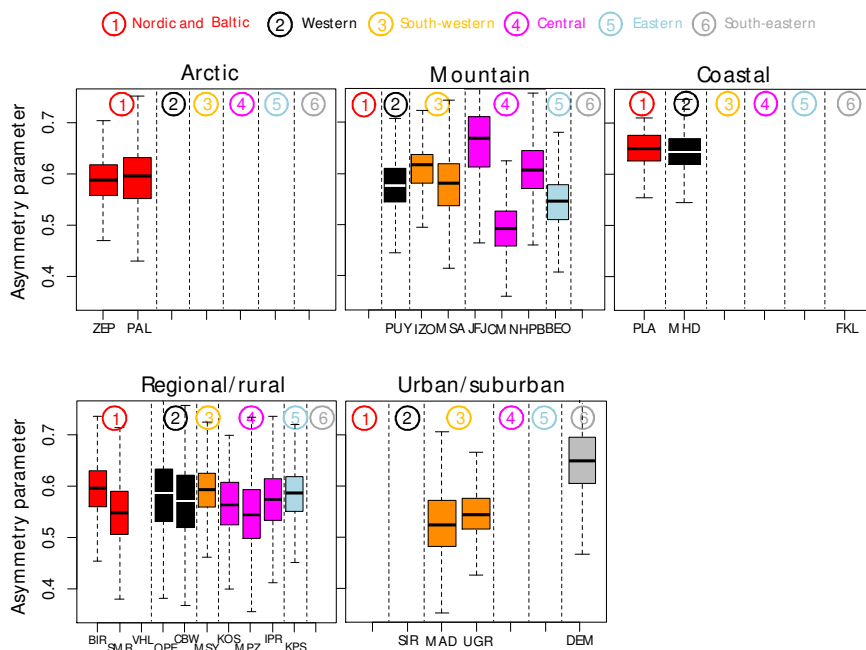 1 Nordic and Baltic 2 Western 3 South-western 4 Central 5 Eastern 6 South-eastern
Arctic Mountain Coastal
1 2 3 4 5 6 1 2 3 4 5 6 1 2 3 4 5 6
Asymmetry parameter
0.7
0.6
0.5
0.4
ZEP PAL PUY IZO MSA JFJ CMN HPB BEO PLA MHD FKL
Regional/rural Urban/suburban
1 2 3 4 5 6 1 2 3 4 5 6
Asymmetry parameter
0.7
0.6
0.5
0.4
BIR SMR VHL OPE CBW MSY KOS MPZ IPR KPS SIR MAD UGR DEM